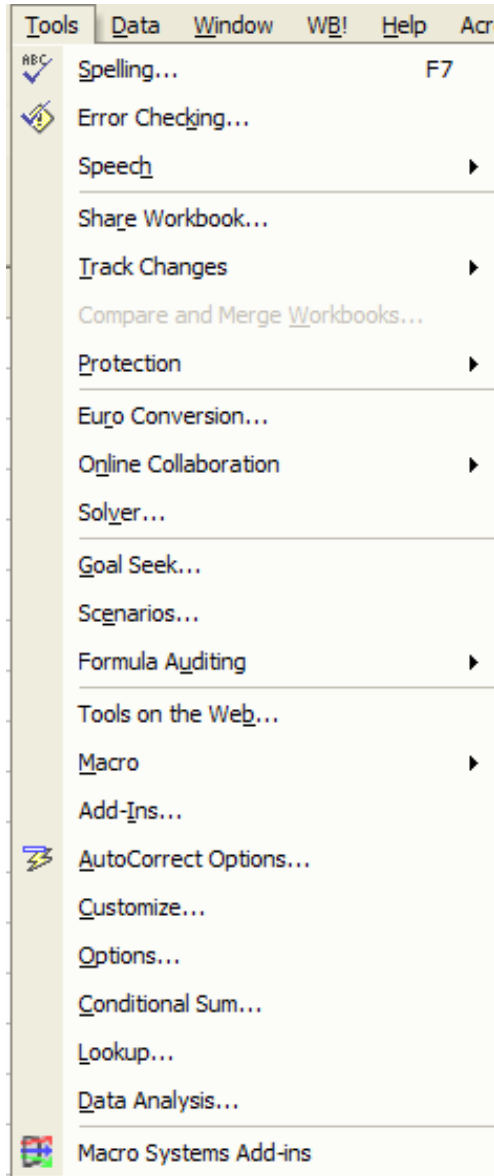 Tools Data Window WB! Help Acr
ABC Spelling... F7
Error Checking...
Speech
Share Workbook...
Track Changes
Compare and Merge Workbooks...
Protection
Euro Conversion...
Online Collaboration
Solver...
Goal Seek...
Scenarios...
Formula Auditing
Tools on the Web...
Macro
Add-Ins...
AutoCorrect Options...
Customize...
Options...
Conditional Sum...
Lookup...
Data Analysis...
Macro Systems Add-ins